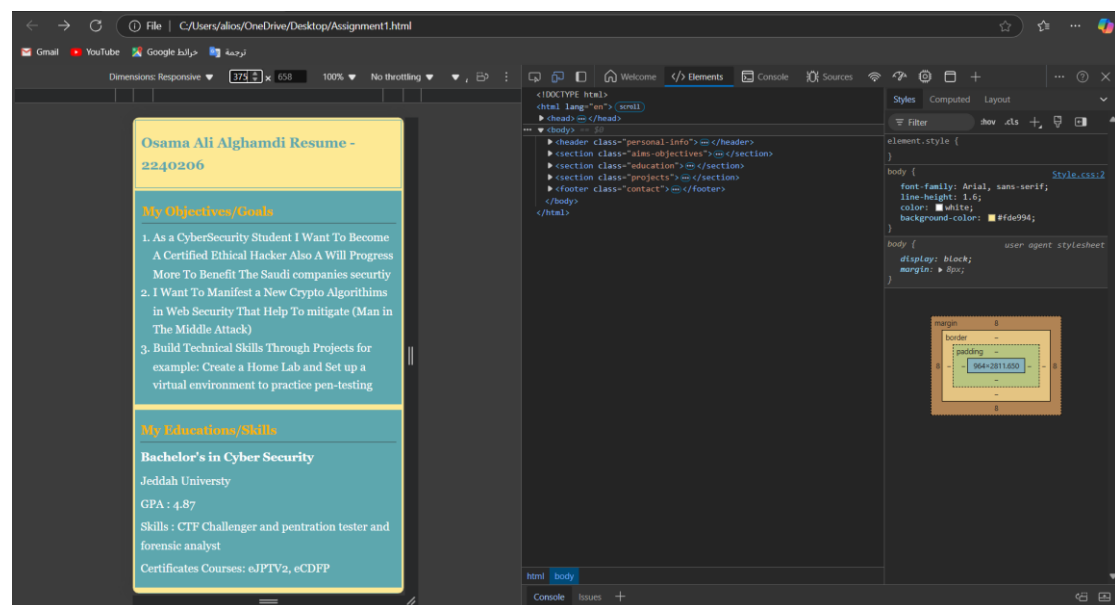 File | C:/Users/alios/OneDrive/Desktop/Assignment1.html
Gmail YouTube خرائط Google ترجمة
Dimensions: Responsive 375 x 658 100% No throttling
Welcome </> Elements Console Sources
Osama Ali Alghamdi Resume -
2240206
My Objectives/Goals
1. As a CyberSecurity Student I Want To Become
A Certified Ethical Hacker Also A Will Progress
More To Benefit The Saudi companies securtiy
2. I Want To Manifest a New Crypto Algorithims
in Web Security That Help To mitigate (Man in
The Middle Attack)
3. Build Technical Skills Through Projects for
example: Create a Home Lab and Set up a
virtual environment to practice pen-testing
My Educations/Skills
Bachelor's in Cyber Security
Jeddah Universty
GPA : 4.87
Skills : CTF Challenger and pentration tester and
forensic analyst
Certificates Courses: eJPTV2, eCDFP
<!DOCTYPE html>
<html lang="en"> scroll
<head> ... </head>
... <body> == $0
<header class="personal-info"> ... </header>
<section class="aims-objectives"> ... </section>
<section class="education"> ... </section>
<section class="projects"> ... </section>
<footer class="contact"> ... </footer>
</body>
</html>
html body
Styles Computed Layout
Filter :hov .cls
element.style {
}
body { Style.css:2
font-family: Arial, sans-serif;
line-height: 1.6;
color: white;
background-color: #fde994;
}
body { user agent stylesheet
display: block;
margin: 8px;
}
margin 8
border -
padding -
8 - - 964×2811.650 - - 8
-
-
8
Console Issues